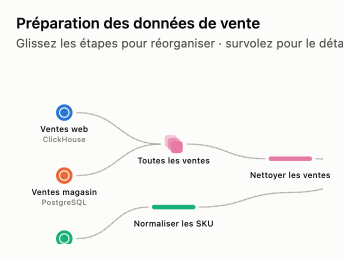 Préparation des données de vente
Glissez les étapes pour réorganiser · survolez pour le
Ventes web
ClickHouse
Toutes les ventes
Nettoyer les ventes
Ventes magasin
PostgreSQL
Normaliser les SKU